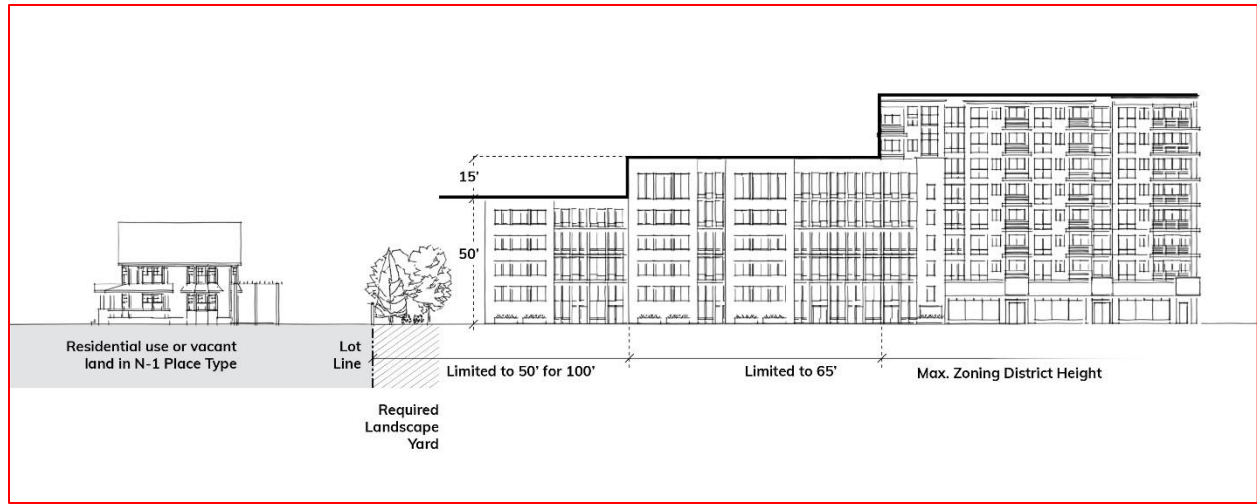 15'
50'
Residential use or vacant
land in N-1 Place Type
Lot
Line
Limited to 50' for 100'
Limited to 65'
Max. Zoning District Height
Required
Landscape
Yard